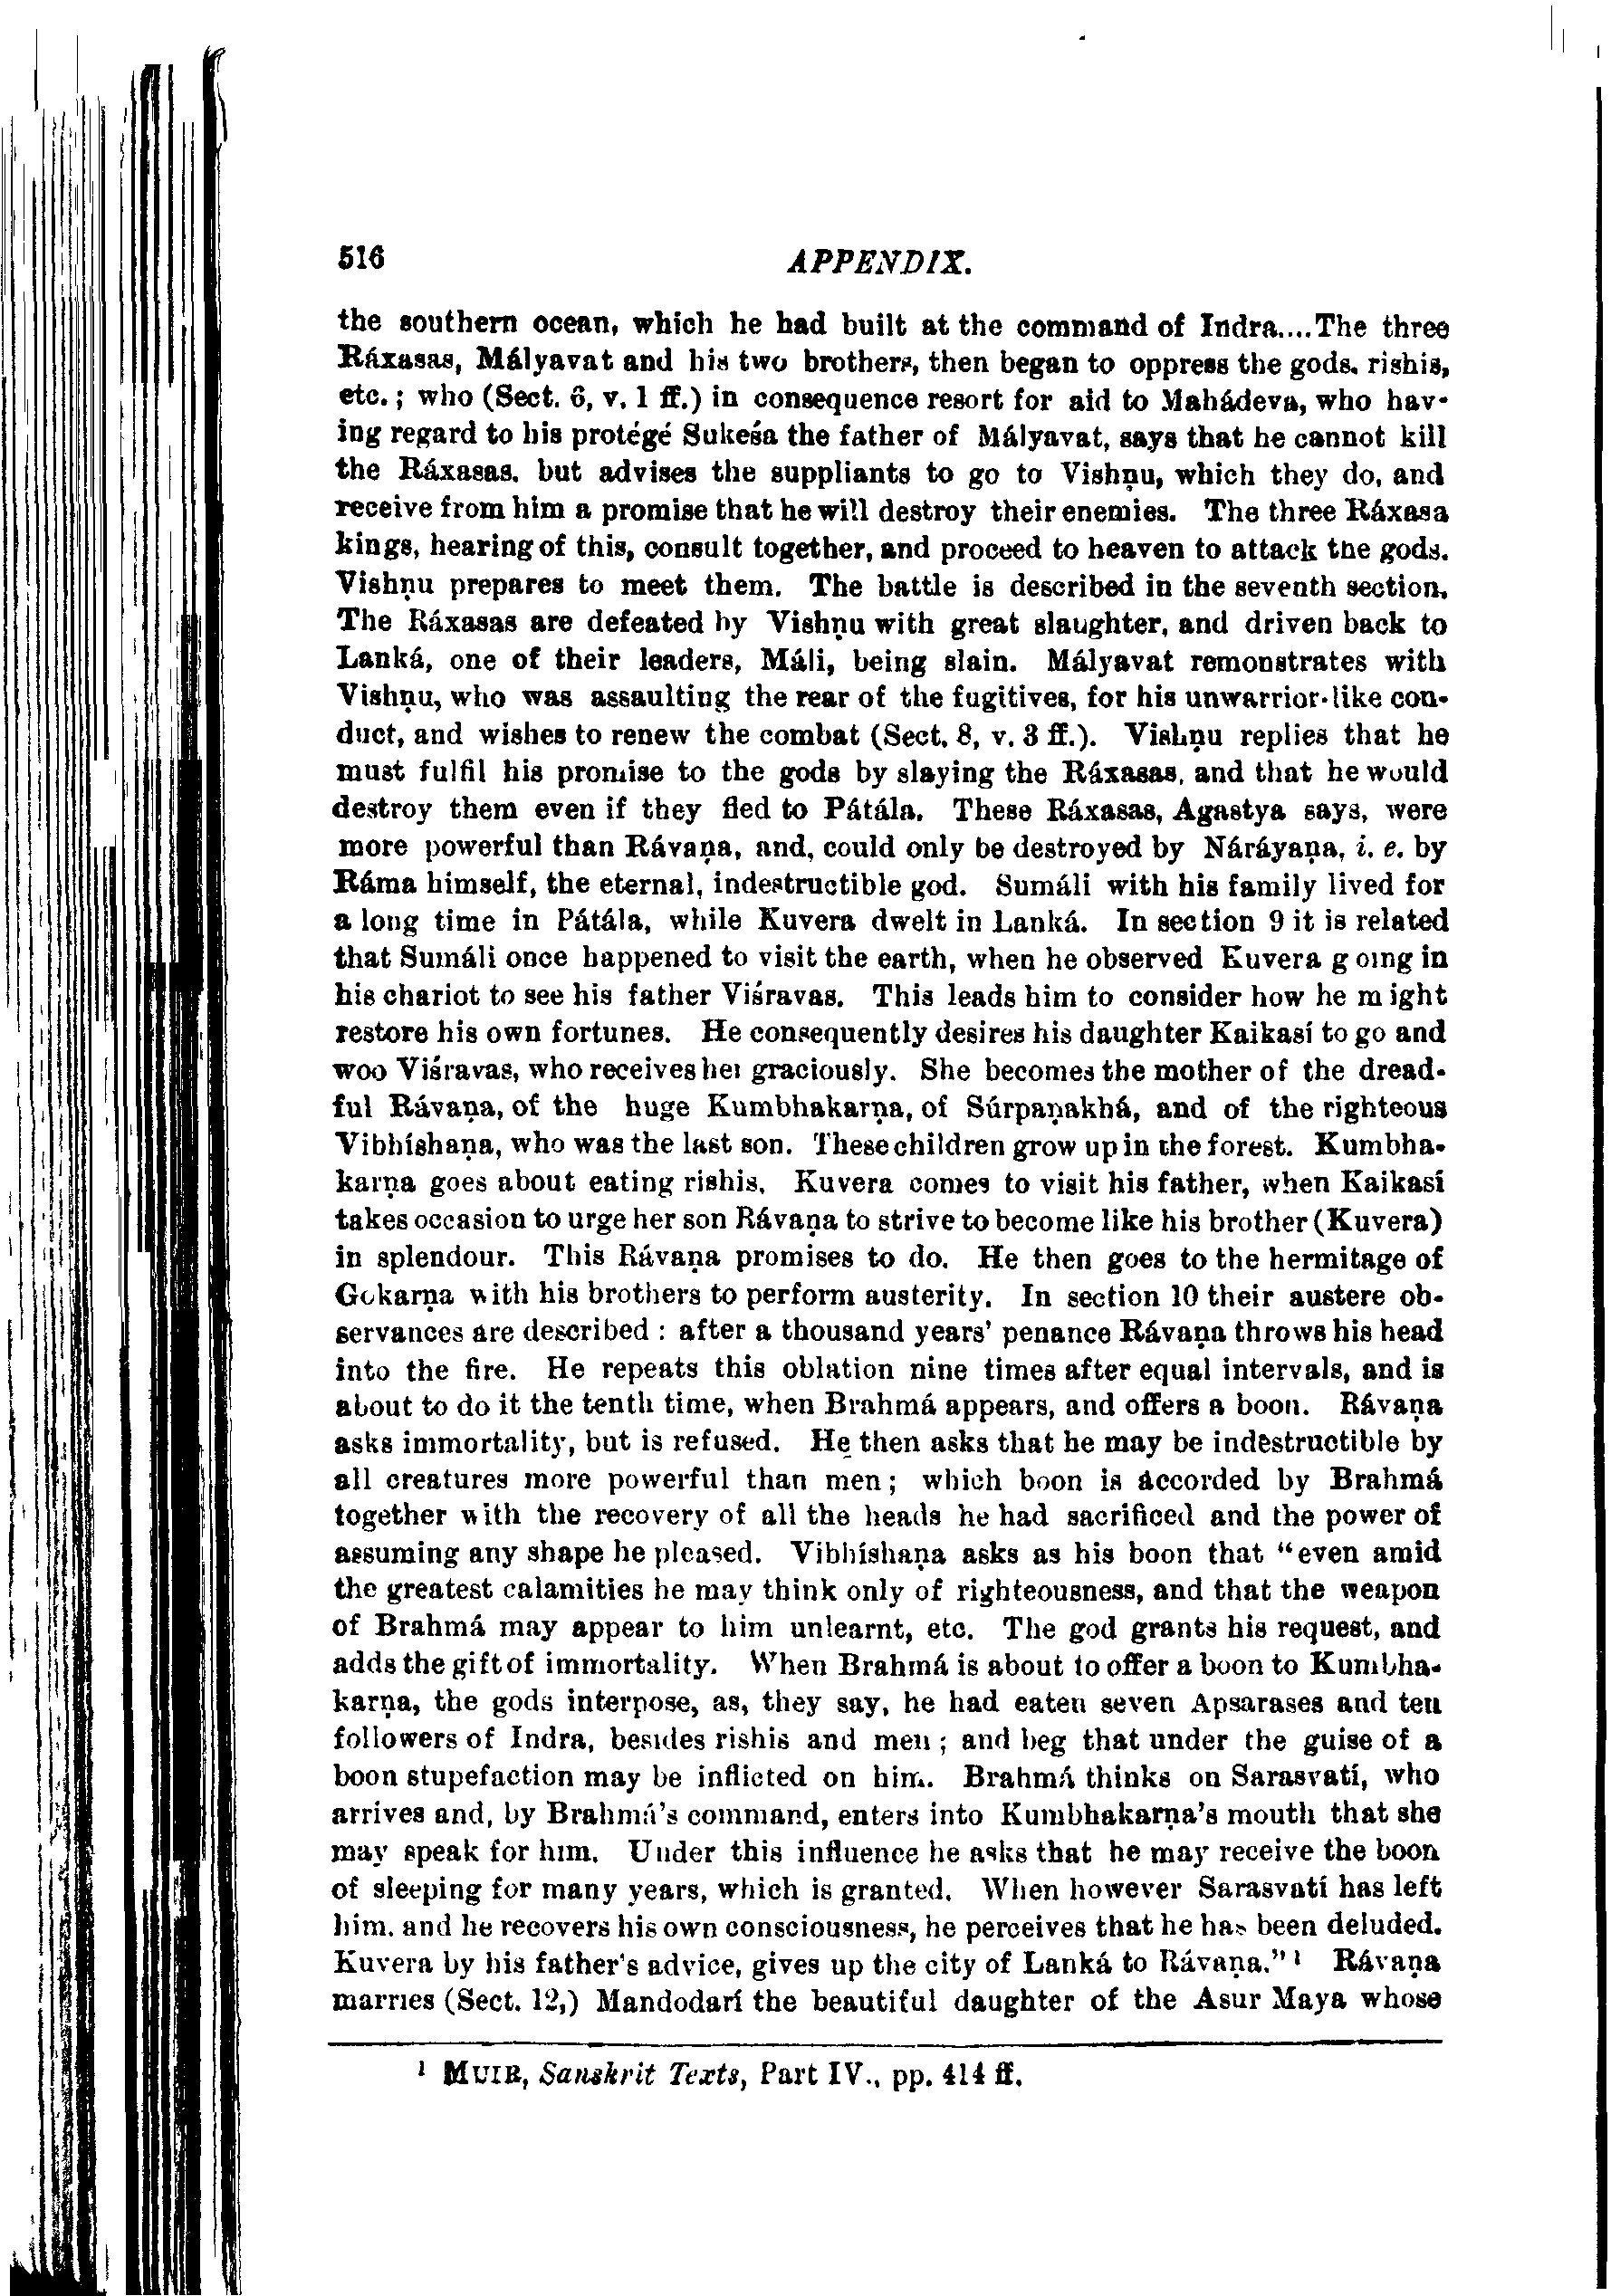 516 APPENDIX.
the southern ocean, which he had built at the command of Indra....The three
Ráxasas, Mályavat and his two brothers, then began to oppress the gods, rishis,
etc.; who (Sect. 6, v. 1 ff.) in consequence resort for aid to Mahádeva, who hav-
ing regard to his protégé Sukeśa the father of Mályavat, says that he cannot kill
the Ráxasas, but advises the suppliants to go to Vishṇu, which they do, and
receive from him a promise that he will destroy their enemies. The three Ráxasa
kings, hearing of this, consult together, and proceed to heaven to attack the gods.
Vishṇu prepares to meet them. The battle is described in the seventh section.
The Ráxasas are defeated by Vishṇu with great slaughter, and driven back to
Lanká, one of their leaders, Máli, being slain. Mályavat remonstrates with
Vishṇu, who was assaulting the rear of the fugitives, for his unwarrior-like con-
duct, and wishes to renew the combat (Sect. 8, v. 3 ff.). Vishṇu replies that he
must fulfil his promise to the gods by slaying the Ráxasas, and that he would
destroy them even if they fled to Pátála. These Ráxasas, Agastya says, were
more powerful than Rávaṇa, and, could only be destroyed by Náráyaṇa, i. e. by
Ráma himself, the eternal, indestructible god. Sumáli with his family lived for
a long time in Pátála, while Kuvera dwelt in Lanká. In section 9 it is related
that Sumáli once happened to visit the earth, when he observed Kuvera going in
his chariot to see his father Viśravas. This leads him to consider how he might
restore his own fortunes. He consequently desires his daughter Kaikasí to go and
woo Viśravas, who receives her graciously. She becomes the mother of the dread-
ful Rávaṇa, of the huge Kumbhakarṇa, of Súrpaṇakhá, and of the righteous
Vibhíshaṇa, who was the last son. These children grow up in the forest. Kumbha-
karṇa goes about eating rishis. Kuvera comes to visit his father, when Kaikasí
takes occasion to urge her son Rávaṇa to strive to become like his brother (Kuvera)
in splendour. This Rávaṇa promises to do. He then goes to the hermitage of
Gokarṇa with his brothers to perform austerity. In section 10 their austere ob-
servances are described : after a thousand years' penance Rávaṇa throws his head
into the fire. He repeats this oblation nine times after equal intervals, and is
about to do it the tenth time, when Brahmá appears, and offers a boon. Rávaṇa
asks immortality, but is refused. He then asks that he may be indestructible by
all creatures more powerful than men; which boon is accorded by Brahmá
together with the recovery of all the heads he had sacrificed and the power of
assuming any shape he pleased. Vibhíshaṇa asks as his boon that "even amid
the greatest calamities he may think only of righteousness, and that the weapon
of Brahmá may appear to him unlearnt, etc. The god grants his request, and
adds the gift of immortality. When Brahmá is about to offer a boon to Kumbha-
karṇa, the gods interpose, as, they say, he had eaten seven Apsarases and ten
followers of Indra, besides rishis and men; and beg that under the guise of a
boon stupefaction may be inflicted on him. Brahmá thinks on Sarasvatí, who
arrives and, by Brahmá's command, enters into Kumbhakarṇa's mouth that she
may speak for him. Under this influence he asks that he may receive the boon
of sleeping for many years, which is granted. When however Sarasvatí has left
him, and he recovers his own consciousness, he perceives that he has been deluded.
Kuvera by his father's advice, gives up the city of Lanká to Rávaṇa." ¹ Rávaṇa
marries (Sect. 12,) Mandodarí the beautiful daughter of the Asur Maya whose
¹ MUIR, Sanskrit Texts, Part IV., pp. 414 ff.